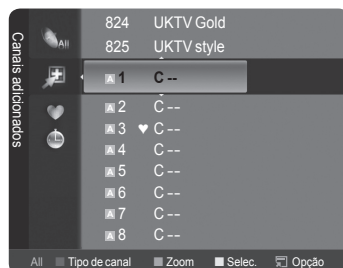 Canais adicionados
All
824 UKTV Gold
825 UKTV style
A 1 C --
A 2 C --
A 3 ♥ C --
A 4 C --
A 5 C --
A 6 C --
A 7 C --
A 8 C --
All Tipo de canal Zoom Selec. Opção